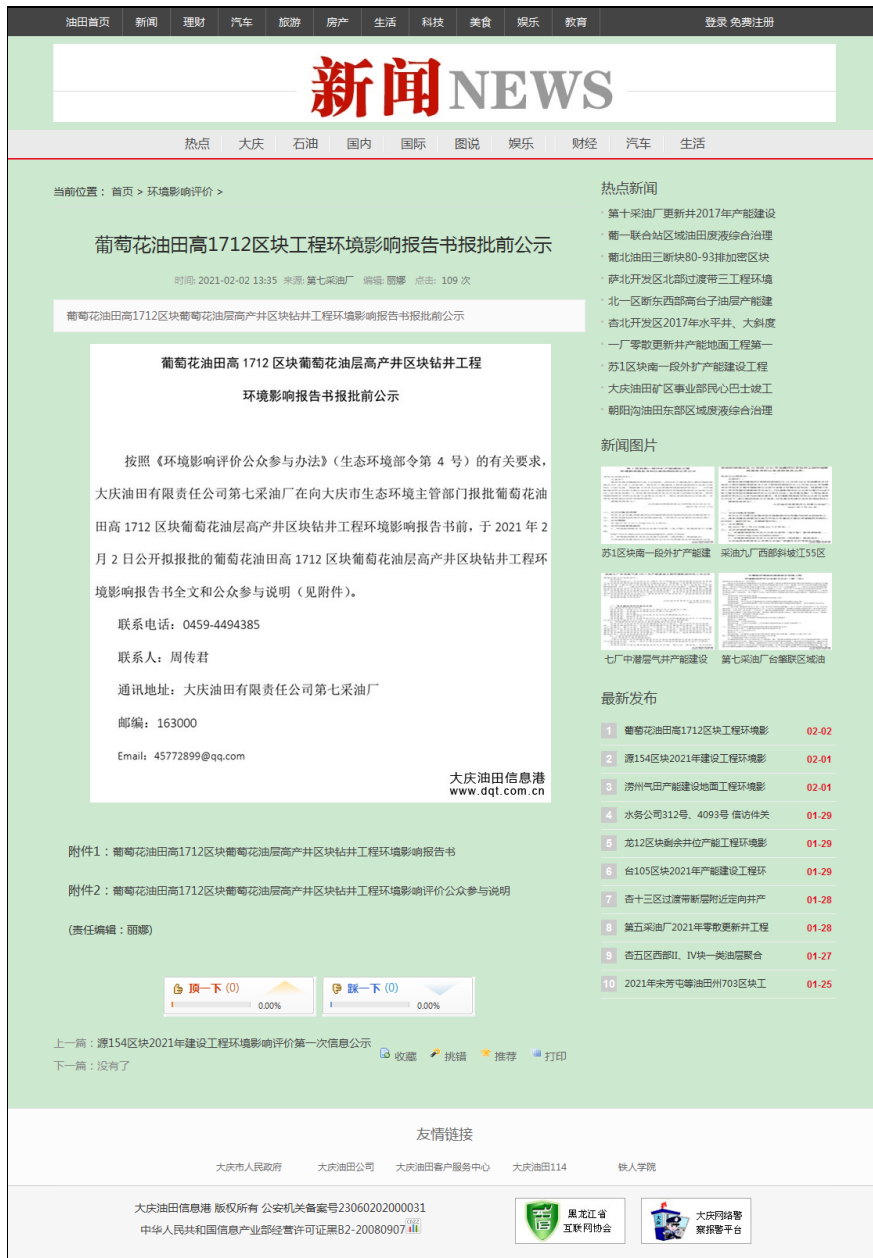 油田首页 新闻 理财 汽车 旅游 房产 生活 科技 美食 娱乐 教育 登录 免费注册
新闻NEWS
热点 大庆 石油 国内 国际 图说 娱乐 财经 汽车 生活
当前位置： 首页 > 环境影响评价 >
葡萄花油田高1712区块工程环境影响报告书报批前公示
时间: 2021-02-02 13:35 来源: 第七采油厂 编辑: 丽娜 点击: 109 次
葡萄花油田高1712区块葡萄花油层高产井区块钻井工程环境影响报告书报批前公示
葡萄花油田高 1712 区块葡萄花油层高产井区块钻井工程
环境影响报告书报批前公示
按照《环境影响评价公众参与办法》（生态环境部令第 4 号）的有关要求，
大庆油田有限责任公司第七采油厂在向大庆市生态环境主管部门报批葡萄花油
田高 1712 区块葡萄花油层高产井区块钻井工程环境影响报告书前，于 2021 年 2
月 2 日公开拟报批的葡萄花油田高 1712 区块葡萄花油层高产井区块钻井工程环
境影响报告书全文和公众参与说明（见附件）。
联系电话：0459-4494385
联系人：周传君
通讯地址：大庆油田有限责任公司第七采油厂
邮编：163000
Email：45772899@qq.com
大庆油田信息港
www.dqt.com.cn
附件1：葡萄花油田高1712区块葡萄花油层高产井区块钻井工程环境影响报告书
附件2：葡萄花油田高1712区块葡萄花油层高产井区块钻井工程环境影响评价公众参与说明
(责任编辑：丽娜)
顶一下 (0)
0.00%
踩一下 (0)
0.00%
上一篇：源154区块2021年建设工程环境影响评价第一次信息公示
下一篇：没有了
收藏 挑错 推荐 打印
热点新闻
第十采油厂更新井2017年产能建设
葡一联合站区域油田废液综合治理
葡北油田三断块80-93排加密区块
萨北开发区北部过渡带三工程环境
北一区断东西部高台子油层产能建
杏北开发区2017年水平井、大斜度
一厂零散更新井产能地面工程第一
苏1区块南一段外扩产能建设工程
大庆油田矿区事业部民心巴士竣工
朝阳沟油田东部区域废液综合治理
新闻图片
苏1区块南一段外扩产能建 采油九厂西部斜坡江55区
七厂中潜层气井产能建设 第七采油厂台肇联区域油
最新发布
1 葡萄花油田高1712区块工程环境影 02-02
2 源154区块2021年建设工程环境影 02-01
3 涝州气田产能建设地面工程环境影 02-01
4 水务公司312号、4093号 信访件关 01-29
5 龙12区块剩余井位产能工程环境影 01-29
6 台105区块2021年产能建设工程环 01-29
7 杏十三区过渡带断层附近定向井产 01-28
8 第五采油厂2021年零散更新井工程 01-28
9 杏五区西部II、IV块一类油层聚合 01-27
10 2021年宋芳屯等油田州703区块工 01-25
友情链接
大庆市人民政府 大庆油田公司 大庆油田客户服务中心 大庆油田114 铁人学院
大庆油田信息港 版权所有 公安机关备案号23060202000031
中华人民共和国信息产业部经营许可证黑B2-20080907
黑龙江省
互联网协会
大庆网络警
察报警平台